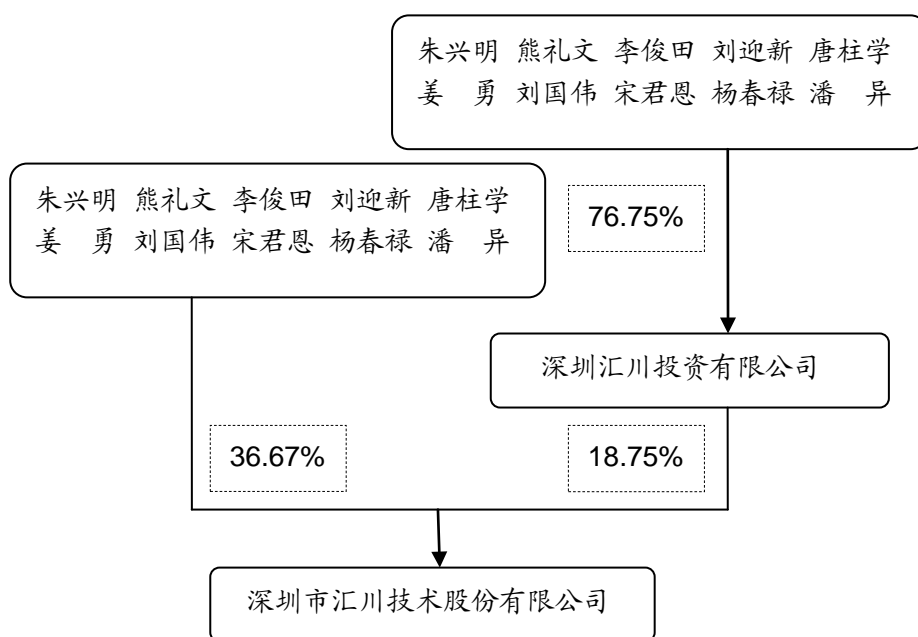 朱兴明 熊礼文 李俊田 刘迎新 唐柱学
姜　勇 刘国伟 宋君恩 杨春禄 潘　异
朱兴明 熊礼文 李俊田 刘迎新 唐柱学
姜　勇 刘国伟 宋君恩 杨春禄 潘　异
76.75%
深圳汇川投资有限公司
36.67%
18.75%
深圳市汇川技术股份有限公司